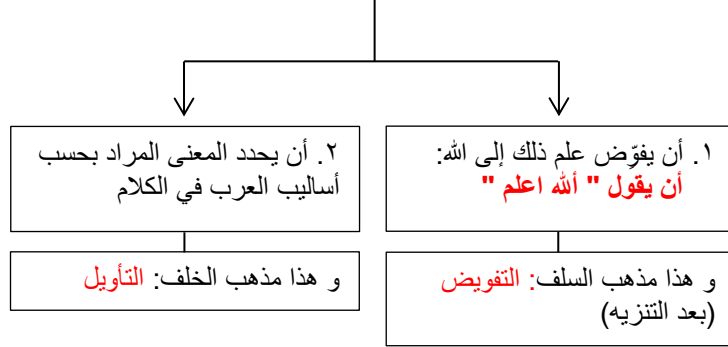 ١. أن يفوّض علم ذلك إلى الله:
أن يقول " ألله اعلم "
و هذا مذهب السلف: التفويض
(بعد التنزيه)
٢. أن يحدد المعنى المراد بحسب
أساليب العرب في الكلام
و هذا مذهب الخلف: التأويل